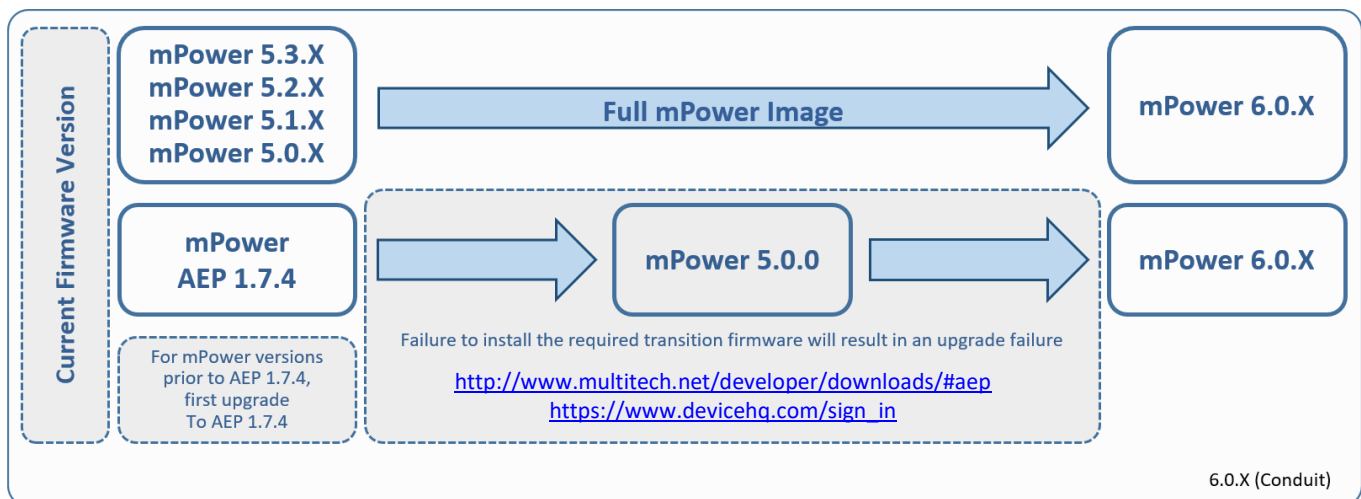 Current Firmware Version
mPower 5.3.X
mPower 5.2.X
mPower 5.1.X
mPower 5.0.X
Full mPower Image
mPower 6.0.X
mPower
AEP 1.7.4
mPower 5.0.0
mPower 6.0.X
For mPower versions
prior to AEP 1.7.4,
first upgrade
To AEP 1.7.4
Failure to install the required transition firmware will result in an upgrade failure
http://www.multitech.net/developer/downloads/#aep
https://www.devicehq.com/sign_in
6.0.X (Conduit)